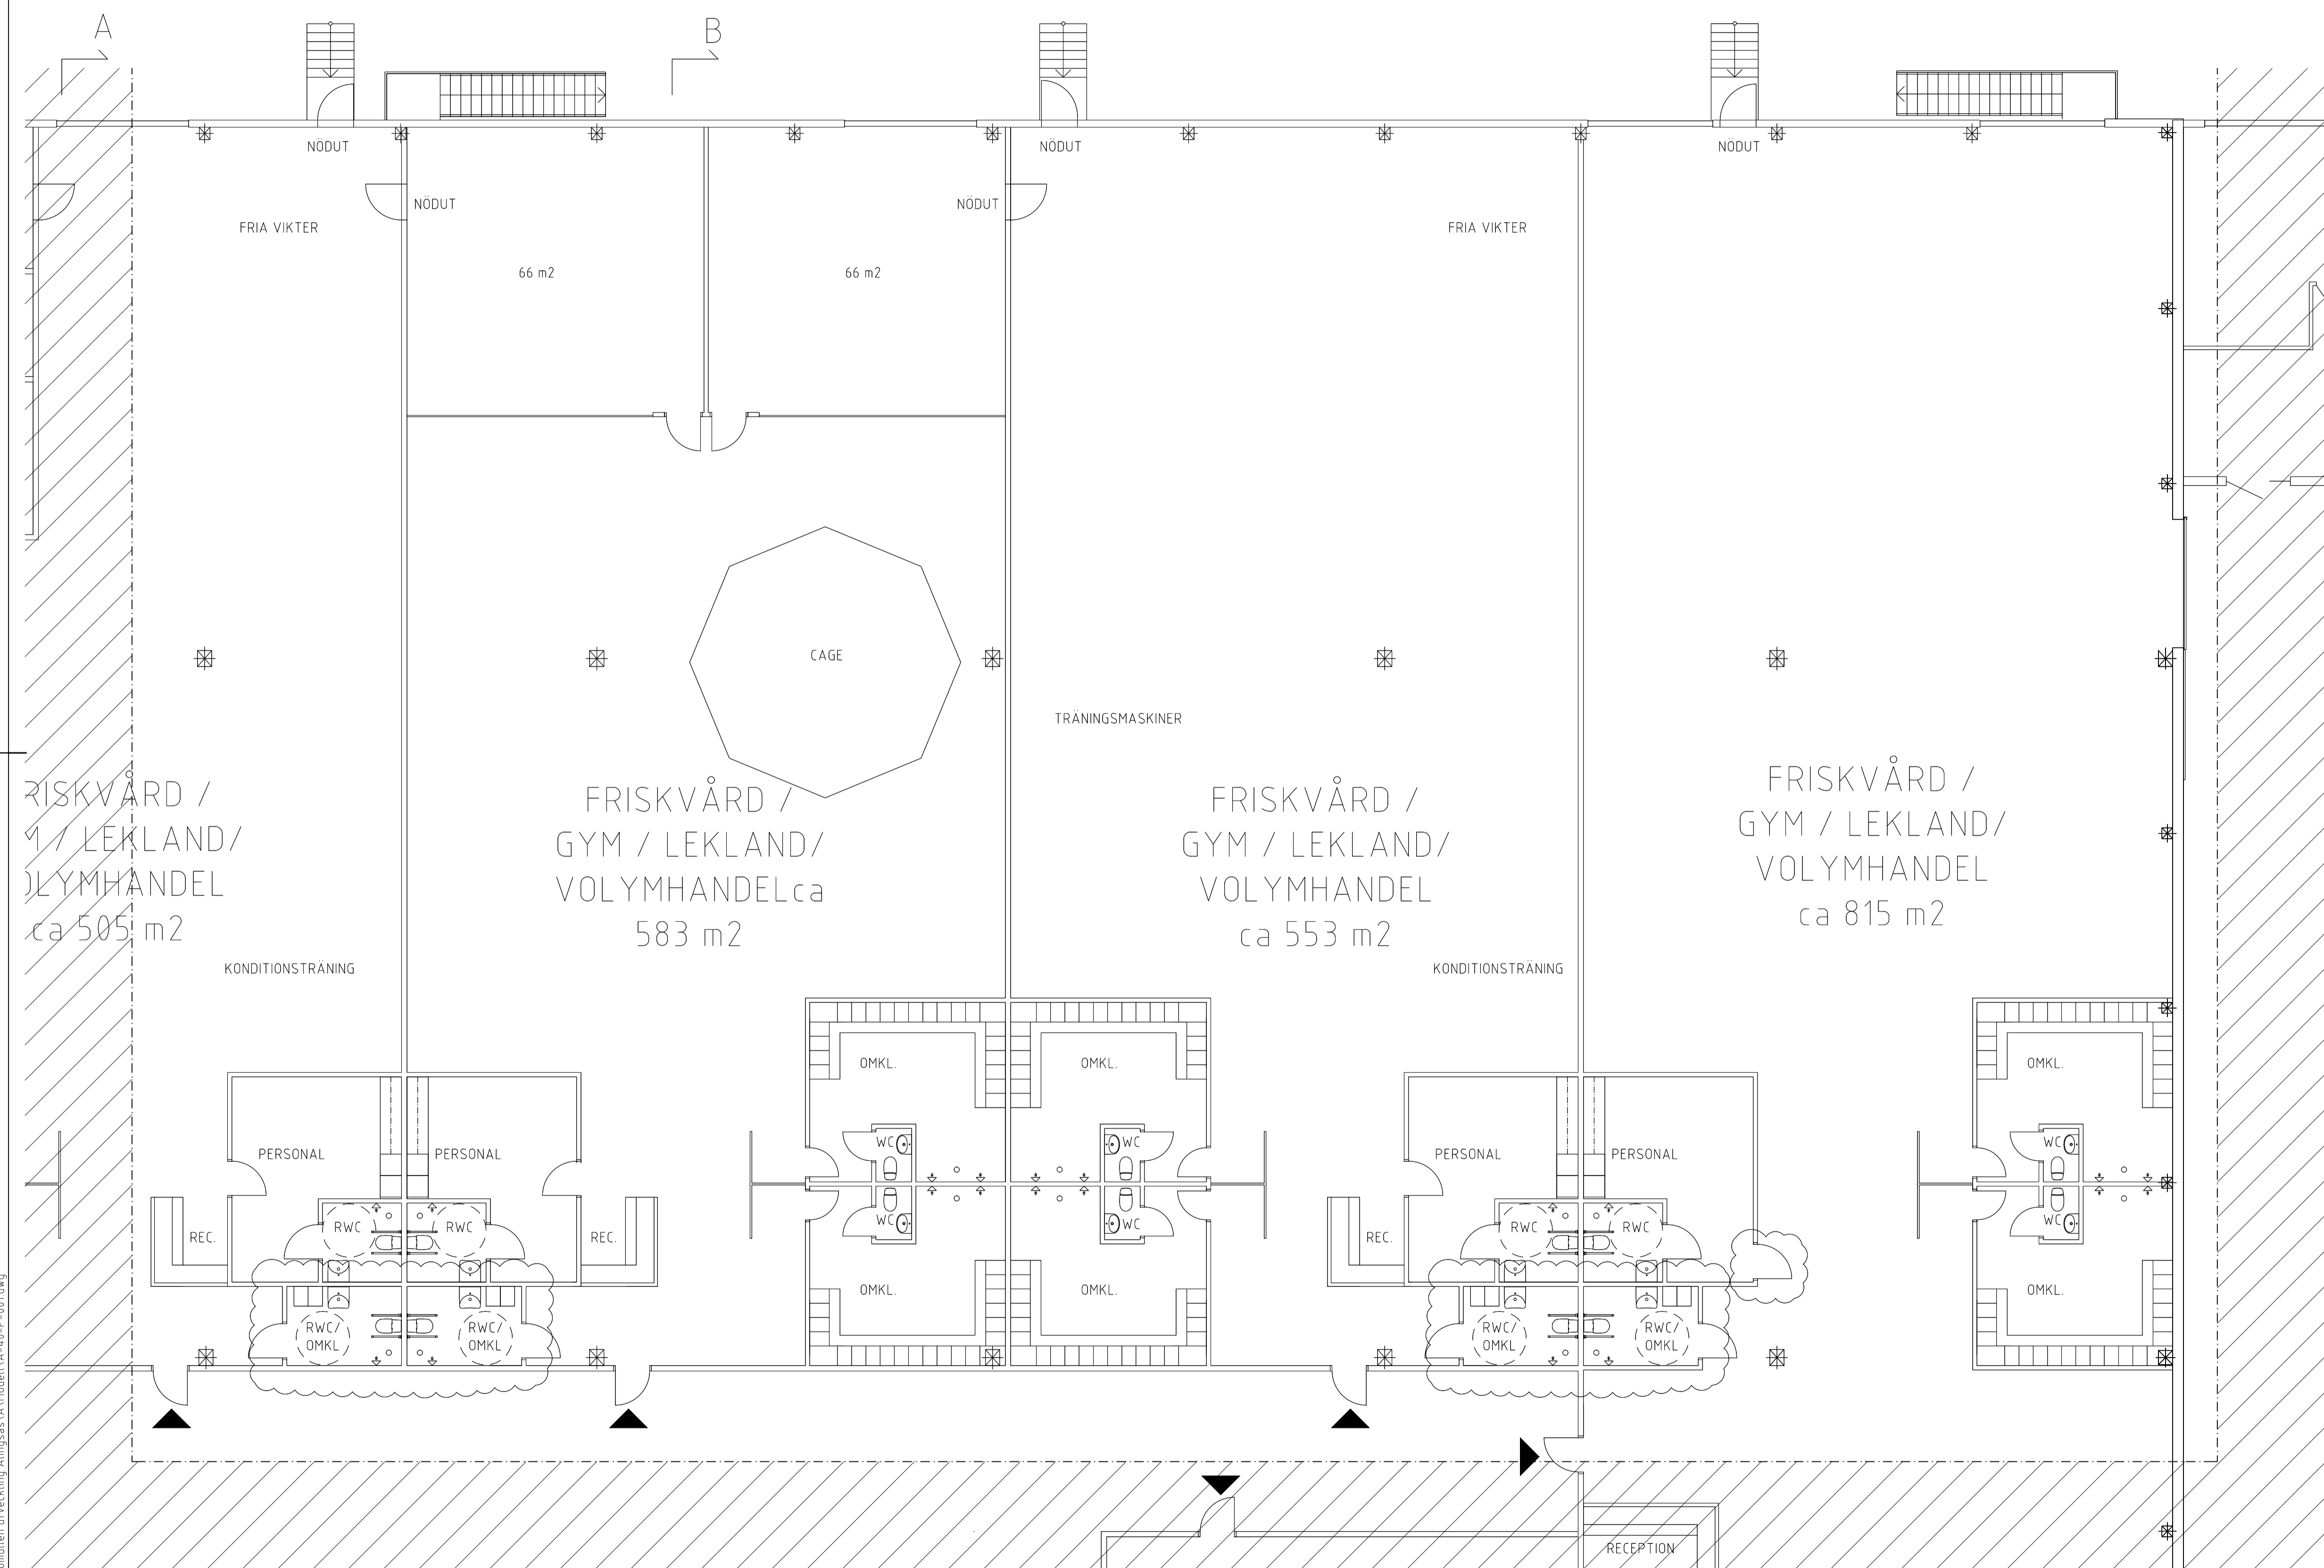 A
B
NÖDUT
NÖDUT
NÖDUT
NÖDUT
NÖDUT
FRIA VIKTER
FRIA VIKTER
66 m2
66 m2
CAGE
TRÄNINGSMASKINER
RISKVÅRD /
M / LEKLAND/
OLYMHANDEL
ca 505 m2
FRISKVÅRD /
GYM / LEKLAND/
VOLYMHANDELca
583 m2
FRISKVÅRD /
GYM / LEKLAND/
VOLYMHANDEL
ca 553 m2
FRISKVÅRD /
GYM / LEKLAND/
VOLYMHANDEL
ca 815 m2
KONDITIONSTRÄNING
KONDITIONSTRÄNING
OMKL.
OMKL.
OMKL.
PERSONAL
PERSONAL
WC
WC
PERSONAL
PERSONAL
WC
REC.
RWC
RWC
REC.
WC
WC
REC.
RWC
RWC
WC
OMKL.
OMKL.
OMKL.
RWC/
OMKL
RWC/
OMKL
RWC/
OMKL
RWC/
OMKL
RECEPTION